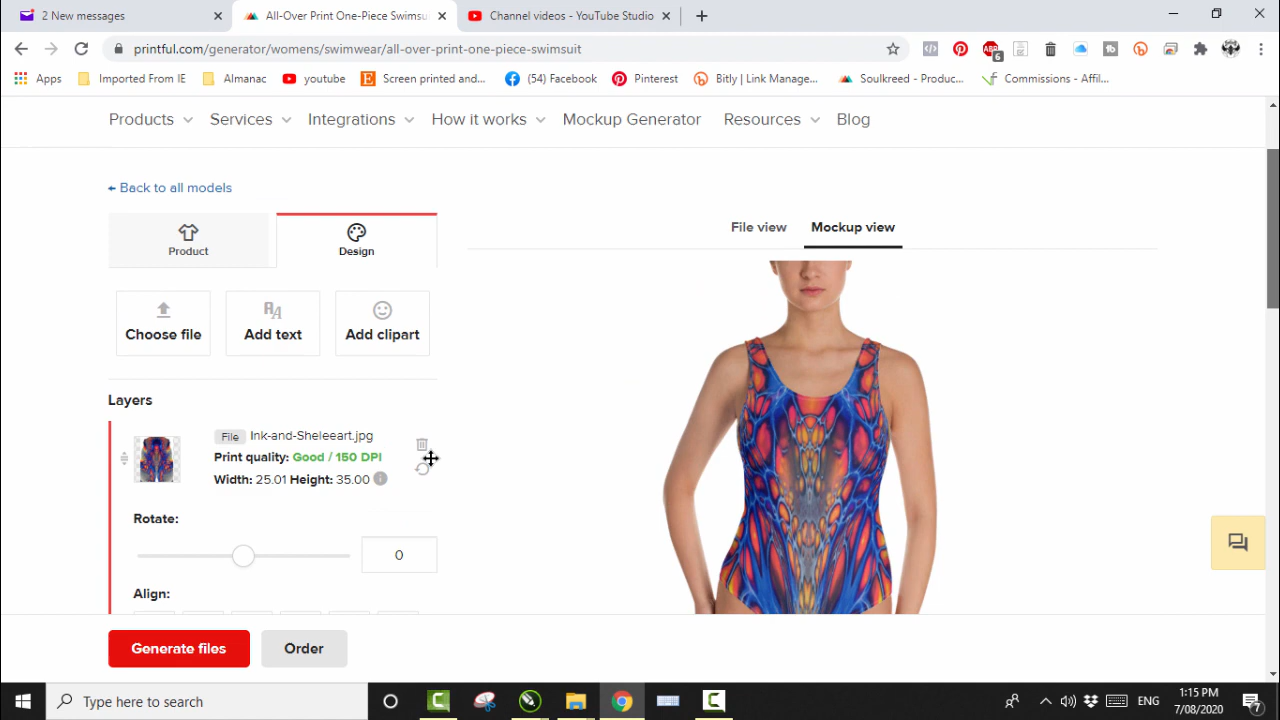 2 New messages
All-Over Print One-Piece Swimsu
Channel videos - YouTube Studio
printful.com/generator/womens/swimwear/all-over-print-one-piece-swimsuit
ABP
6
Apps
Imported From IE
Almanac
youtube
Screen printed and...
(54) Facebook
Pinterest
Bitly | Link Manage...
Soulkreed - Produc...
Commissions - Affil...
Products
Services
Integrations
How it works
Mockup Generator
Resources
Blog
Back to all models
Product
Design
File view
Mockup view
Choose file
Add text
Add clipart
Layers
File Ink-and-Sheleeart.jpg
Print quality: Good / 150 DPI
Width: 25.01 Height: 35.00
Rotate:
0
Align:
Generate files
Order
Type here to search
ENG
1:15 PM
7/08/2020
7